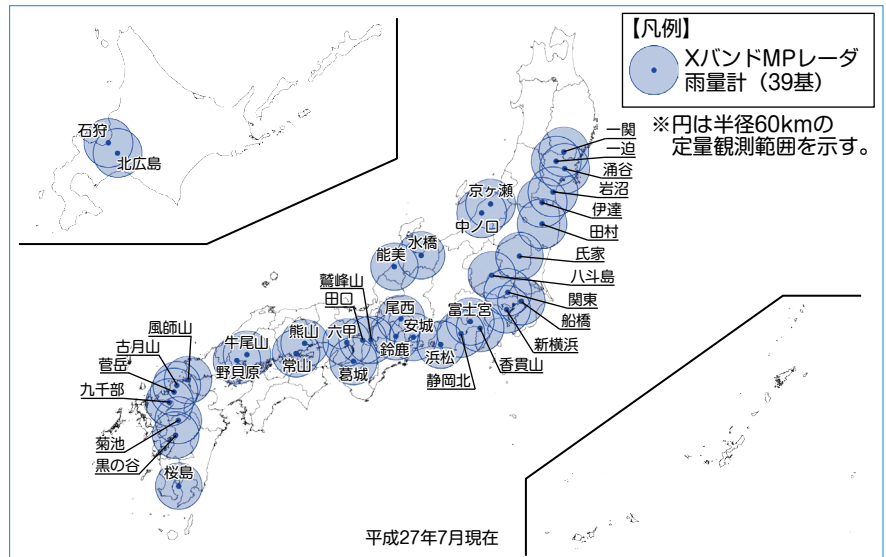 【凡例】
XバンドMPレーダ
雨量計（39基）
※円は半径60kmの
定量観測範囲を示す。
石狩
北広島
一関
一迫
涌谷
岩沼
伊達
田村
氏家
八斗島
関東
船橋
新横浜
香貫山
静岡北
京ヶ瀬
中ノ口
水橋
能美
鷲峰山
田口
尾西
富士宮
安城
鈴鹿
浜松
六甲
葛城
熊山
常山
牛尾山
野貝原
風師山
古月山
菅岳
九千部
菊池
黒の谷
桜島
平成27年7月現在